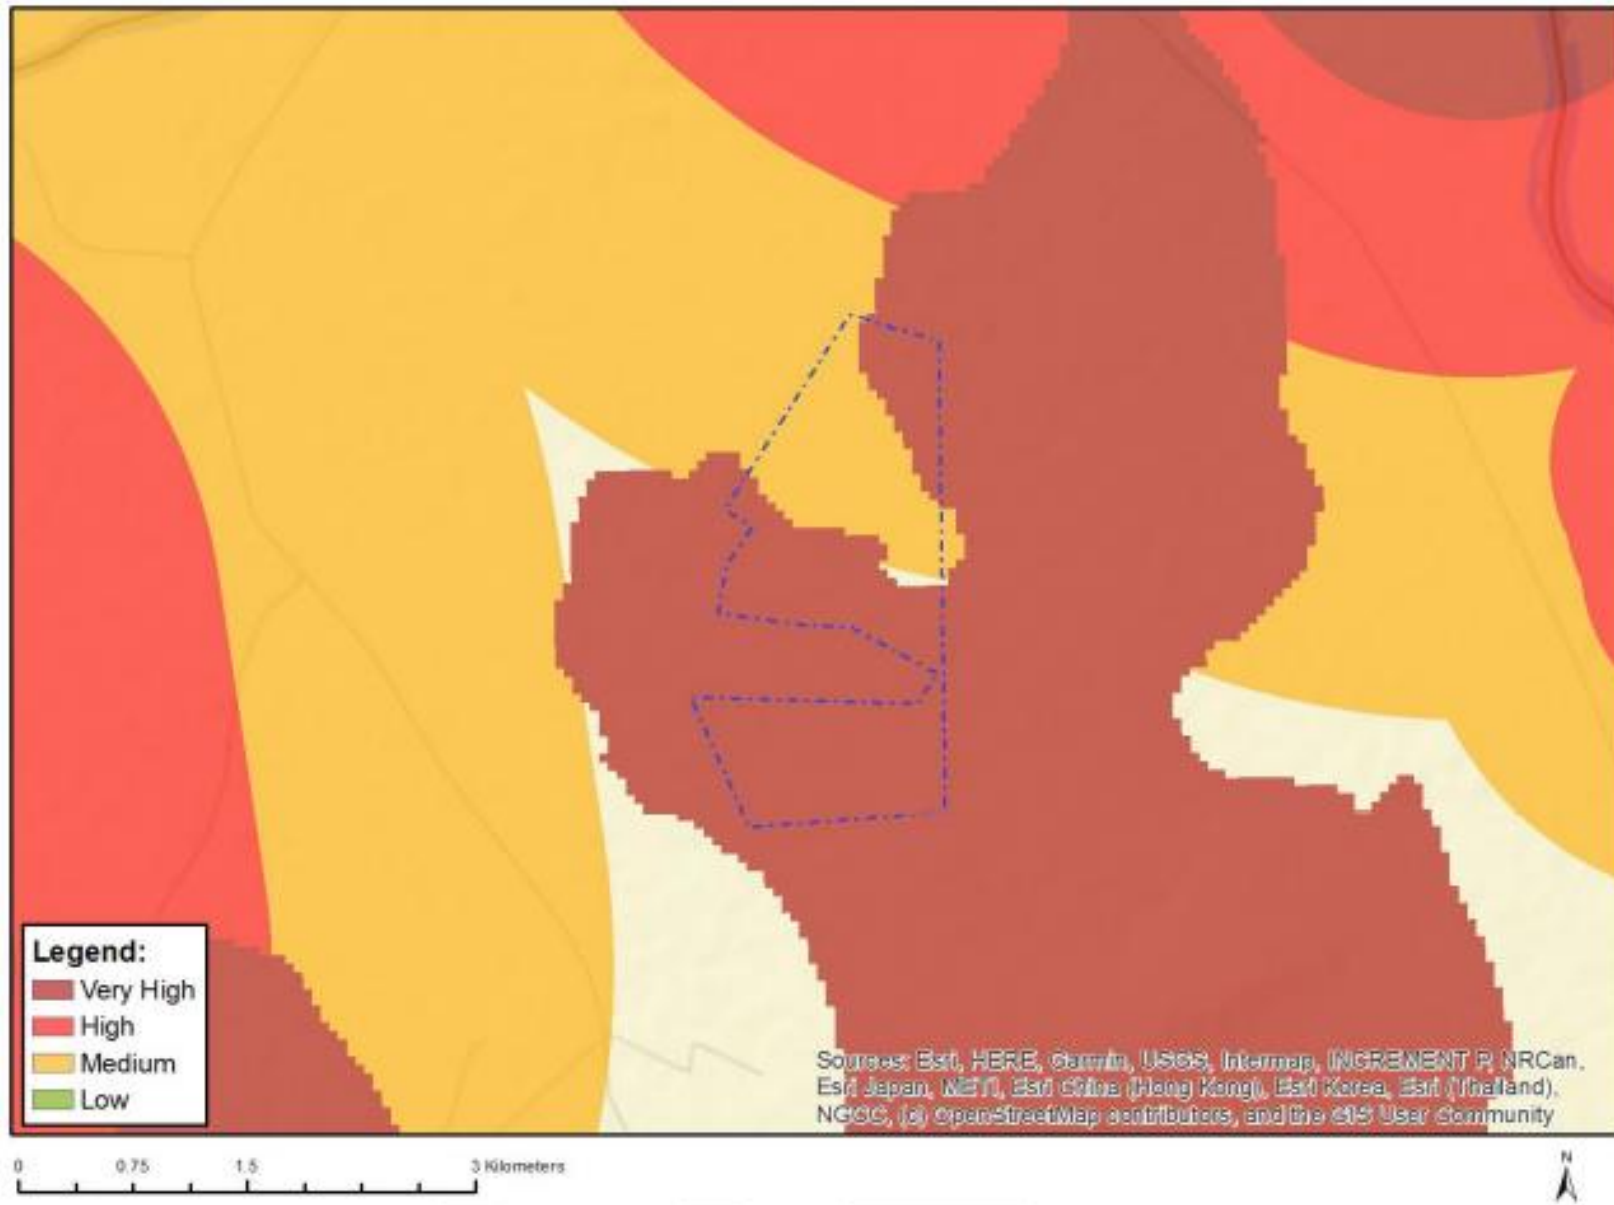 Legend:
Very High
High
Medium
Low
Sources: Esri, HERE, Garmin, USGS, Intermap, INCREMENT P, NRCan,
Esri Japan, METI, Esri China (Hong Kong), Esri Korea, Esri (Thailand),
NGCC, (c) OpenStreetMap contributors, and the GIS User Community
0 0.75 1.5 3 Kilometers
N